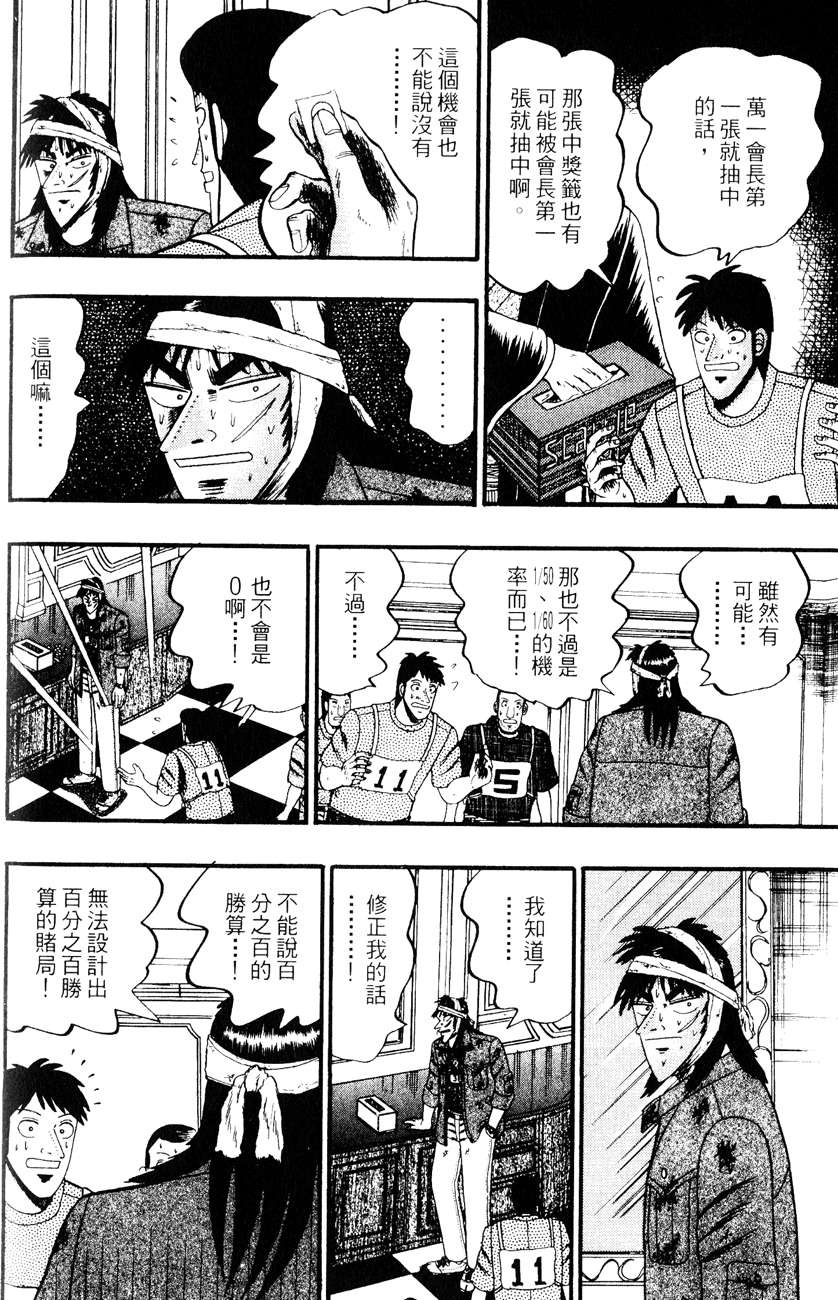 萬一會長第
一張就抽中
的話，
那張中獎籤也有
可能被會長第一
張就抽中啊。
這個機會也
不能說沒有
………！
………
這個嘛……
雖然有
可能…
……
那也不過是
1/50、1/60的機
率而已…！
不過……
也不會是
0啊…！
11
5
11
我知道了
……
修正我的話
………！
11
不能說百
分之百的
勝算…！
無法設計出
百分之百勝
算的賭局！